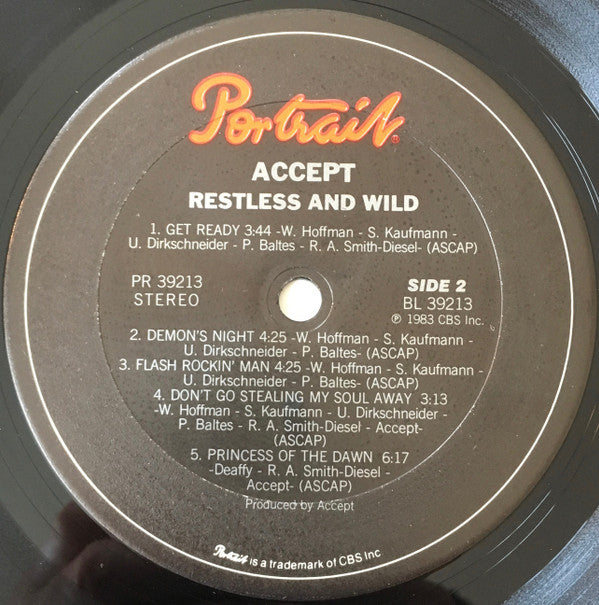 Portrait®
ACCEPT
RESTLESS AND WILD
1. GET READY 3:44 -W. Hoffman - S. Kaufmann -
U. Dirkschneider - P. Baltes - R. A. Smith-Diesel- (ASCAP)
PR 39213
STEREO
SIDE 2
BL 39213
℗ 1983 CBS Inc.
2. DEMON'S NIGHT 4:25 -W. Hoffman - S. Kaufmann -
U. Dirkschneider - P. Baltes- (ASCAP)
3. FLASH ROCKIN' MAN 4:25 -W. Hoffman - S. Kaufmann -
U. Dirkschneider - P. Baltes- (ASCAP)
4. DON'T GO STEALING MY SOUL AWAY 3:13
-W. Hoffman - S. Kaufmann - U. Dirkschneider -
P. Baltes - R. A. Smith-Diesel - Accept-
(ASCAP)
5. PRINCESS OF THE DAWN 6:17
-Deaffy - R. A. Smith-Diesel -
Accept- (ASCAP)
Produced by Accept
Portrait is a trademark of CBS Inc